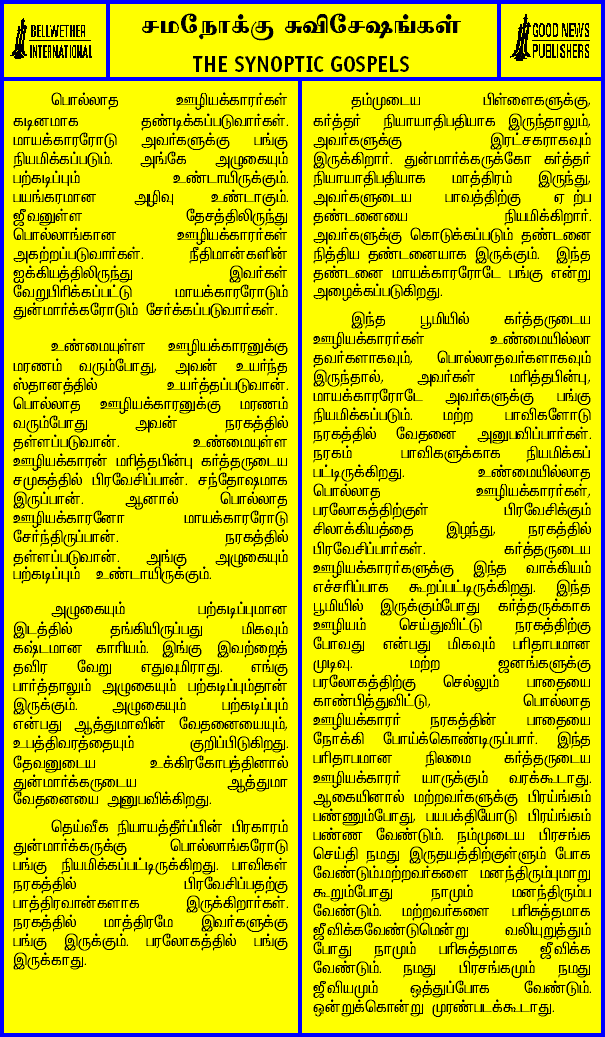 BELLWETHER
INTERNATIONAL
சமநோக்கு சுவிசேஷங்கள்
THE SYNOPTIC GOSPELS
GOOD NEWS
PUBLISHERS
பொல்லாத ஊழியக்காரர்கள்
கடினமாக தண்டிக்கப்படுவார்கள்.
மாயக்காரரோடு அவர்களுக்கு பங்கு
நியமிக்கப்படும். அங்கே அழுகையும்
பற்கடிப்பும் உண்டாயிருக்கும்.
பயங்கரமான அழிவு உண்டாகும்.
ஜீவனுள்ள தேசத்திலிருந்து
பொல்லாங்கான ஊழியக்காரர்கள்
அகற்றப்படுவார்கள். நீதிமான்களின்
ஐக்கியத்திலிருந்து இவர்கள்
வேறுபிரிக்கப்பட்டு மாயக்காரரோடும்
துன்மார்க்கரோடும் சேர்க்கப்படுவார்கள்.
உண்மையுள்ள ஊழியக்காரனுக்கு
மரணம் வரும்போது, அவன் உயர்ந்த
ஸ்தானத்தில் உயர்த்தப்படுவான்.
பொல்லாத ஊழியக்காரனுக்கு மரணம்
வரும்போது அவன் நரகத்தில்
தள்ளப்படுவான். உண்மையுள்ள
ஊழியக்காரன் மரித்தபின்பு கர்த்தருடைய
சமுகத்தில் பிரவேசிப்பான். சந்தோஷமாக
இருப்பான். ஆனால் பொல்லாத
ஊழியக்காரனோ மாயக்காரரோடு
சேர்ந்திருப்பான். நரகத்தில்
தள்ளப்படுவான். அங்கு அழுகையும்
பற்கடிப்பும் உண்டாயிருக்கும்.
அழுகையும் பற்கடிப்புமான
இடத்தில் தங்கியிருப்பது மிகவும்
கஷ்டமான காரியம். இங்கு இவற்றைத்
தவிர வேறு எதுவுமிராது. எங்கு
பார்த்தாலும் அழுகையும் பற்கடிப்பும்தான்
இருக்கும். அழுகையும் பற்கடிப்பும்
என்பது ஆத்துமாவின் வேதனையையும்,
உபத்திவரத்தையும் குறிப்பிடுகிறது.
தேவனுடைய உக்கிரகோபத்தினால்
துன்மார்க்கருடைய ஆத்துமா
வேதனையை அனுபவிக்கிறது.
தெய்வீக நியாயத்தீர்ப்பின் பிரகாரம்
துன்மார்க்கருக்கு பொல்லாங்கரோடு
பங்கு நியமிக்கப்பட்டிருக்கிறது. பாவிகள்
நரகத்தில் பிரவேசிப்பதற்கு
பாத்திரவான்களாக இருக்கிறார்கள்.
நரகத்தில் மாத்திரமே இவர்களுக்கு
பங்கு இருக்கும். பரலோகத்தில் பங்கு
இருக்காது.
தம்முடைய பிள்ளைகளுக்கு,
கர்த்தர் நியாயாதிபதியாக இருந்தாலும்,
அவர்களுக்கு இரட்சகராகவும்
இருக்கிறார். துன்மார்க்கருக்கோ கர்த்தர்
நியாயாதிபதியாக மாத்திரம் இருந்து,
அவர்களுடைய பாவத்திற்கு ஏற்ற
தண்டனையை நியமிக்கிறார்.
அவர்களுக்கு கொடுக்கப்படும் தண்டனை
நித்திய தண்டனையாக இருக்கும். இந்த
தண்டனை மாயக்காரரோடே பங்கு என்று
அழைக்கப்படுகிறது.
இந்த பூமியில் கர்த்தருடைய
ஊழியக்காரர்கள் உண்மையில்லா
தவர்களாகவும், பொல்லாதவர்களாகவும்
இருந்தால், அவர்கள் மரித்தபின்பு,
மாயக்காரரோடே அவர்களுக்கு பங்கு
நியமிக்கப்படும். மற்ற பாவிகளோடு
நரகத்தில் வேதனை அனுபவிப்பார்கள்.
நரகம் பாவிகளுக்காக நியமிக்கப்
பட்டிருக்கிறது. உண்மையில்லாத
பொல்லாத ஊழியக்காரர்கள்,
பரலோகத்திற்குள் பிரவேசிக்கும்
சிலாக்கியத்தை இழந்து, நரகத்தில்
பிரவேசிப்பார்கள். கர்த்தருடைய
ஊழியக்காரர்களுக்கு இந்த வாக்கியம்
எச்சரிப்பாக கூறப்பட்டிருக்கிறது. இந்த
பூமியில் இருக்கும்போது கர்த்தருக்காக
ஊழியம் செய்துவிட்டு நரகத்திற்கு
போவது என்பது மிகவும் பரிதாபமான
முடிவு. மற்ற ஜனங்களுக்கு
பரலோகத்திற்கு செல்லும் பாதையை
காண்பித்துவிட்டு, பொல்லாத
ஊழியக்காரர் நரகத்தின் பாதையை
நோக்கி போய்க்கொண்டிருப்பார். இந்த
பரிதாபமான நிலமை கர்த்தருடைய
ஊழியக்காரர் யாருக்கும் வரக்கூடாது.
ஆகையினால் மற்றவர்களுக்கு பிரயங்கம்
பண்ணும்போது, பயபக்தியோடு பிரயங்கம்
பண்ண வேண்டும். நம்முடைய பிரசங்க
செய்தி நமது இருதயத்திற்குள்ளும் போக
வேண்டும்.மற்றவர்களை மனந்திரும்புமாறு
கூறும்போது நாமும் மனந்திரும்ப
வேண்டும். மற்றவர்களை பரிசுத்தமாக
ஜீவிக்கவேண்டுமென்று வலியுறுத்தும்
போது நாமும் பரிசுத்தமாக ஜீவிக்க
வேண்டும். நமது பிரசங்கமும் நமது
ஜீவியமும் ஒத்துப்போக வேண்டும்.
ஒன்றுக்கொன்று முரண்படக்கூடாது.